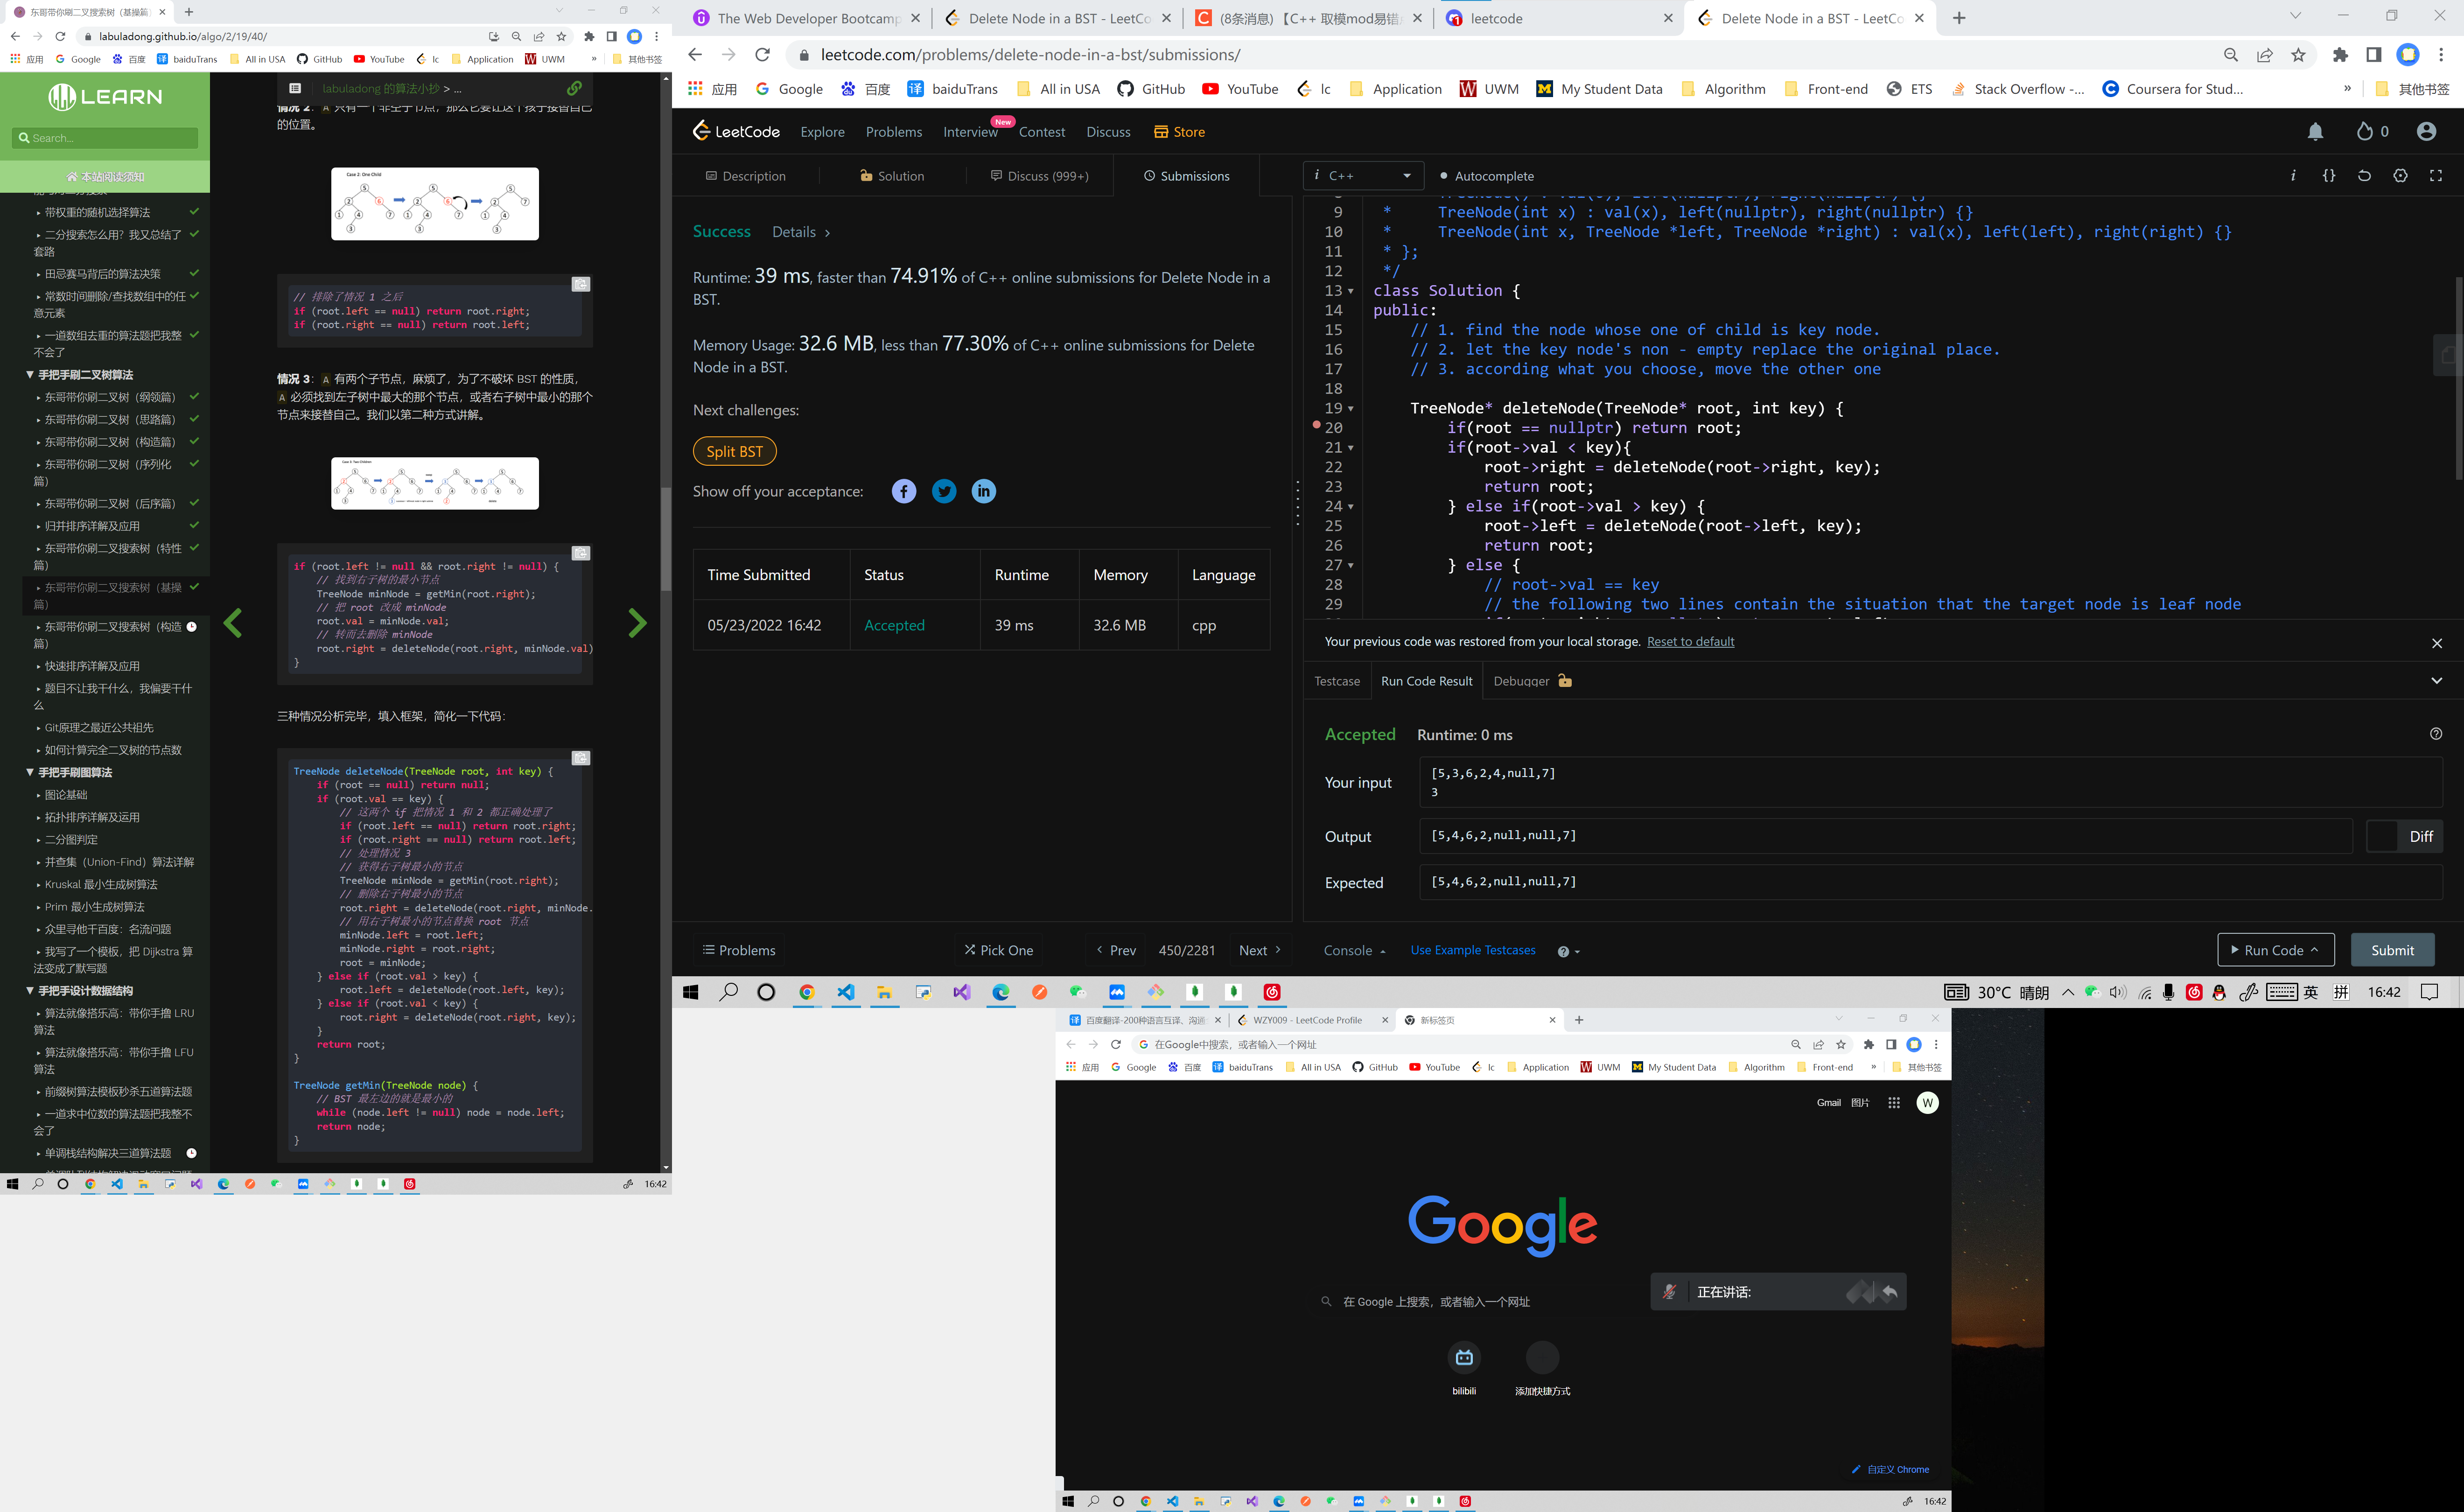 东哥带你刷二叉搜索树（基操篇
labuladong.github.io/algo/2/19/40/
应用 Google 百度 baiduTrans All in USA GitHub YouTube lc Application UWM » 其他书签
LEARN
Search...
本站阅读须知
带权重的随机选择算法
二分搜索怎么用？我又总结了
套路
田忌赛马背后的算法决策
常数时间删除/查找数组中的任
意元素
一道数组去重的算法题把我整
不会了
手把手刷二叉树算法
东哥带你刷二叉树（纲领篇）
东哥带你刷二叉树（思路篇）
东哥带你刷二叉树（构造篇）
东哥带你刷二叉树（序列化
篇）
东哥带你刷二叉树（后序篇）
归并排序详解及应用
东哥带你刷二叉搜索树（特性
篇）
东哥带你刷二叉搜索树（基操
篇）
东哥带你刷二叉搜索树（构造
篇）
快速排序详解及应用
题目不让我干什么，我偏要干什
么
Git原理之最近公共祖先
如何计算完全二叉树的节点数
手把手刷图算法
图论基础
拓扑排序详解及运用
二分图判定
并查集（Union-Find）算法详解
Kruskal 最小生成树算法
Prim 最小生成树算法
众里寻他千百度：名流问题
我写了一个模板，把 Dijkstra 算
法变成了默写题
手把手设计数据结构
算法就像搭乐高：带你手撸 LRU
算法
算法就像搭乐高：带你手撸 LFU
算法
前缀树算法模板秒杀五道算法题
一道求中位数的算法题把我整不
会了
单调栈结构解决三道算法题
labuladong 的算法小抄 > ...
情况 2：A 只有一个非空子节点，那么它要让这个孩子接替自己
的位置。
Case 2: One Child
// 排除了情况 1 之后
if (root.left == null) return root.right;
if (root.right == null) return root.left;
情况 3：A 有两个子节点，麻烦了，为了不破坏 BST 的性质，
A 必须找到左子树中最大的那个节点，或者右子树中最小的那个
节点来接替自己。我们以第二种方式讲解。
if (root.left != null && root.right != null) {
// 找到右子树的最小节点
TreeNode minNode = getMin(root.right);
// 把 root 改成 minNode
root.val = minNode.val;
// 转而去删除 minNode
root.right = deleteNode(root.right, minNode.val)
}
三种情况分析完毕，填入框架，简化一下代码：
TreeNode deleteNode(TreeNode root, int key) {
if (root == null) return null;
if (root.val == key) {
// 这两个 if 把情况 1 和 2 都正确处理了
if (root.left == null) return root.right;
if (root.right == null) return root.left;
// 处理情况 3
// 获得右子树最小的节点
TreeNode minNode = getMin(root.right);
// 删除右子树最小的节点
root.right = deleteNode(root.right, minNode.
// 用右子树最小的节点替换 root 节点
minNode.left = root.left;
minNode.right = root.right;
root = minNode;
} else if (root.val > key) {
root.left = deleteNode(root.left, key);
} else if (root.val < key) {
root.right = deleteNode(root.right, key);
}
return root;
}
TreeNode getMin(TreeNode node) {
// BST 最左边的就是最小的
while (node.left != null) node = node.left;
return node;
}
16:42
The Web Developer Bootcamp Delete Node in a BST - LeetCo (8条消息) 【C++ 取模mod易错 leetcode Delete Node in a BST - LeetCo
leetcode.com/problems/delete-node-in-a-bst/submissions/
应用 Google 百度 baiduTrans All in USA GitHub YouTube lc Application UWM My Student Data Algorithm Front-end ETS Stack Overflow -... Coursera for Stud... » 其他书签
LeetCode Explore Problems Interview New Contest Discuss Store 0
Description Solution Discuss (999+) Submissions
Success Details
Runtime: 39 ms, faster than 74.91% of C++ online submissions for Delete Node in a
BST.
Memory Usage: 32.6 MB, less than 77.30% of C++ online submissions for Delete
Node in a BST.
Next challenges:
Split BST
Show off your acceptance:
Time Submitted Status Runtime Memory Language
05/23/2022 16:42 Accepted 39 ms 32.6 MB cpp
Problems Pick One Prev 450/2281 Next
C++ Autocomplete
9 * TreeNode(int x) : val(x), left(nullptr), right(nullptr) {}
10 * TreeNode(int x, TreeNode *left, TreeNode *right) : val(x), left(left), right(right) {}
11 * };
12 */
13 class Solution {
14 public:
15 // 1. find the node whose one of child is key node.
16 // 2. let the key node's non - empty replace the original place.
17 // 3. according what you choose, move the other one
18
19 TreeNode* deleteNode(TreeNode* root, int key) {
20 if(root == nullptr) return root;
21 if(root->val < key){
22 root->right = deleteNode(root->right, key);
23 return root;
24 } else if(root->val > key) {
25 root->left = deleteNode(root->left, key);
26 return root;
27 } else {
28 // root->val == key
29 // the following two lines contain the situation that the target node is leaf node
Your previous code was restored from your local storage. Reset to default
Testcase Run Code Result Debugger
Accepted Runtime: 0 ms
Your input
[5,3,6,2,4,null,7]
3
Output [5,4,6,2,null,null,7] Diff
Expected [5,4,6,2,null,null,7]
Console Use Example Testcases Run Code Submit
30°C 晴朗 英 拼 16:42
百度翻译-200种语言互译、沟通 WZY009 - LeetCode Profile 新标签页
在Google中搜索，或者输入一个网址
应用 Google 百度 baiduTrans All in USA GitHub YouTube lc Application UWM My Student Data Algorithm Front-end » 其他书签
Gmail 图片 W
Google
在 Google 上搜索，或者输入一个网址
正在讲话:
bilibili 添加快捷方式
自定义 Chrome
16:42